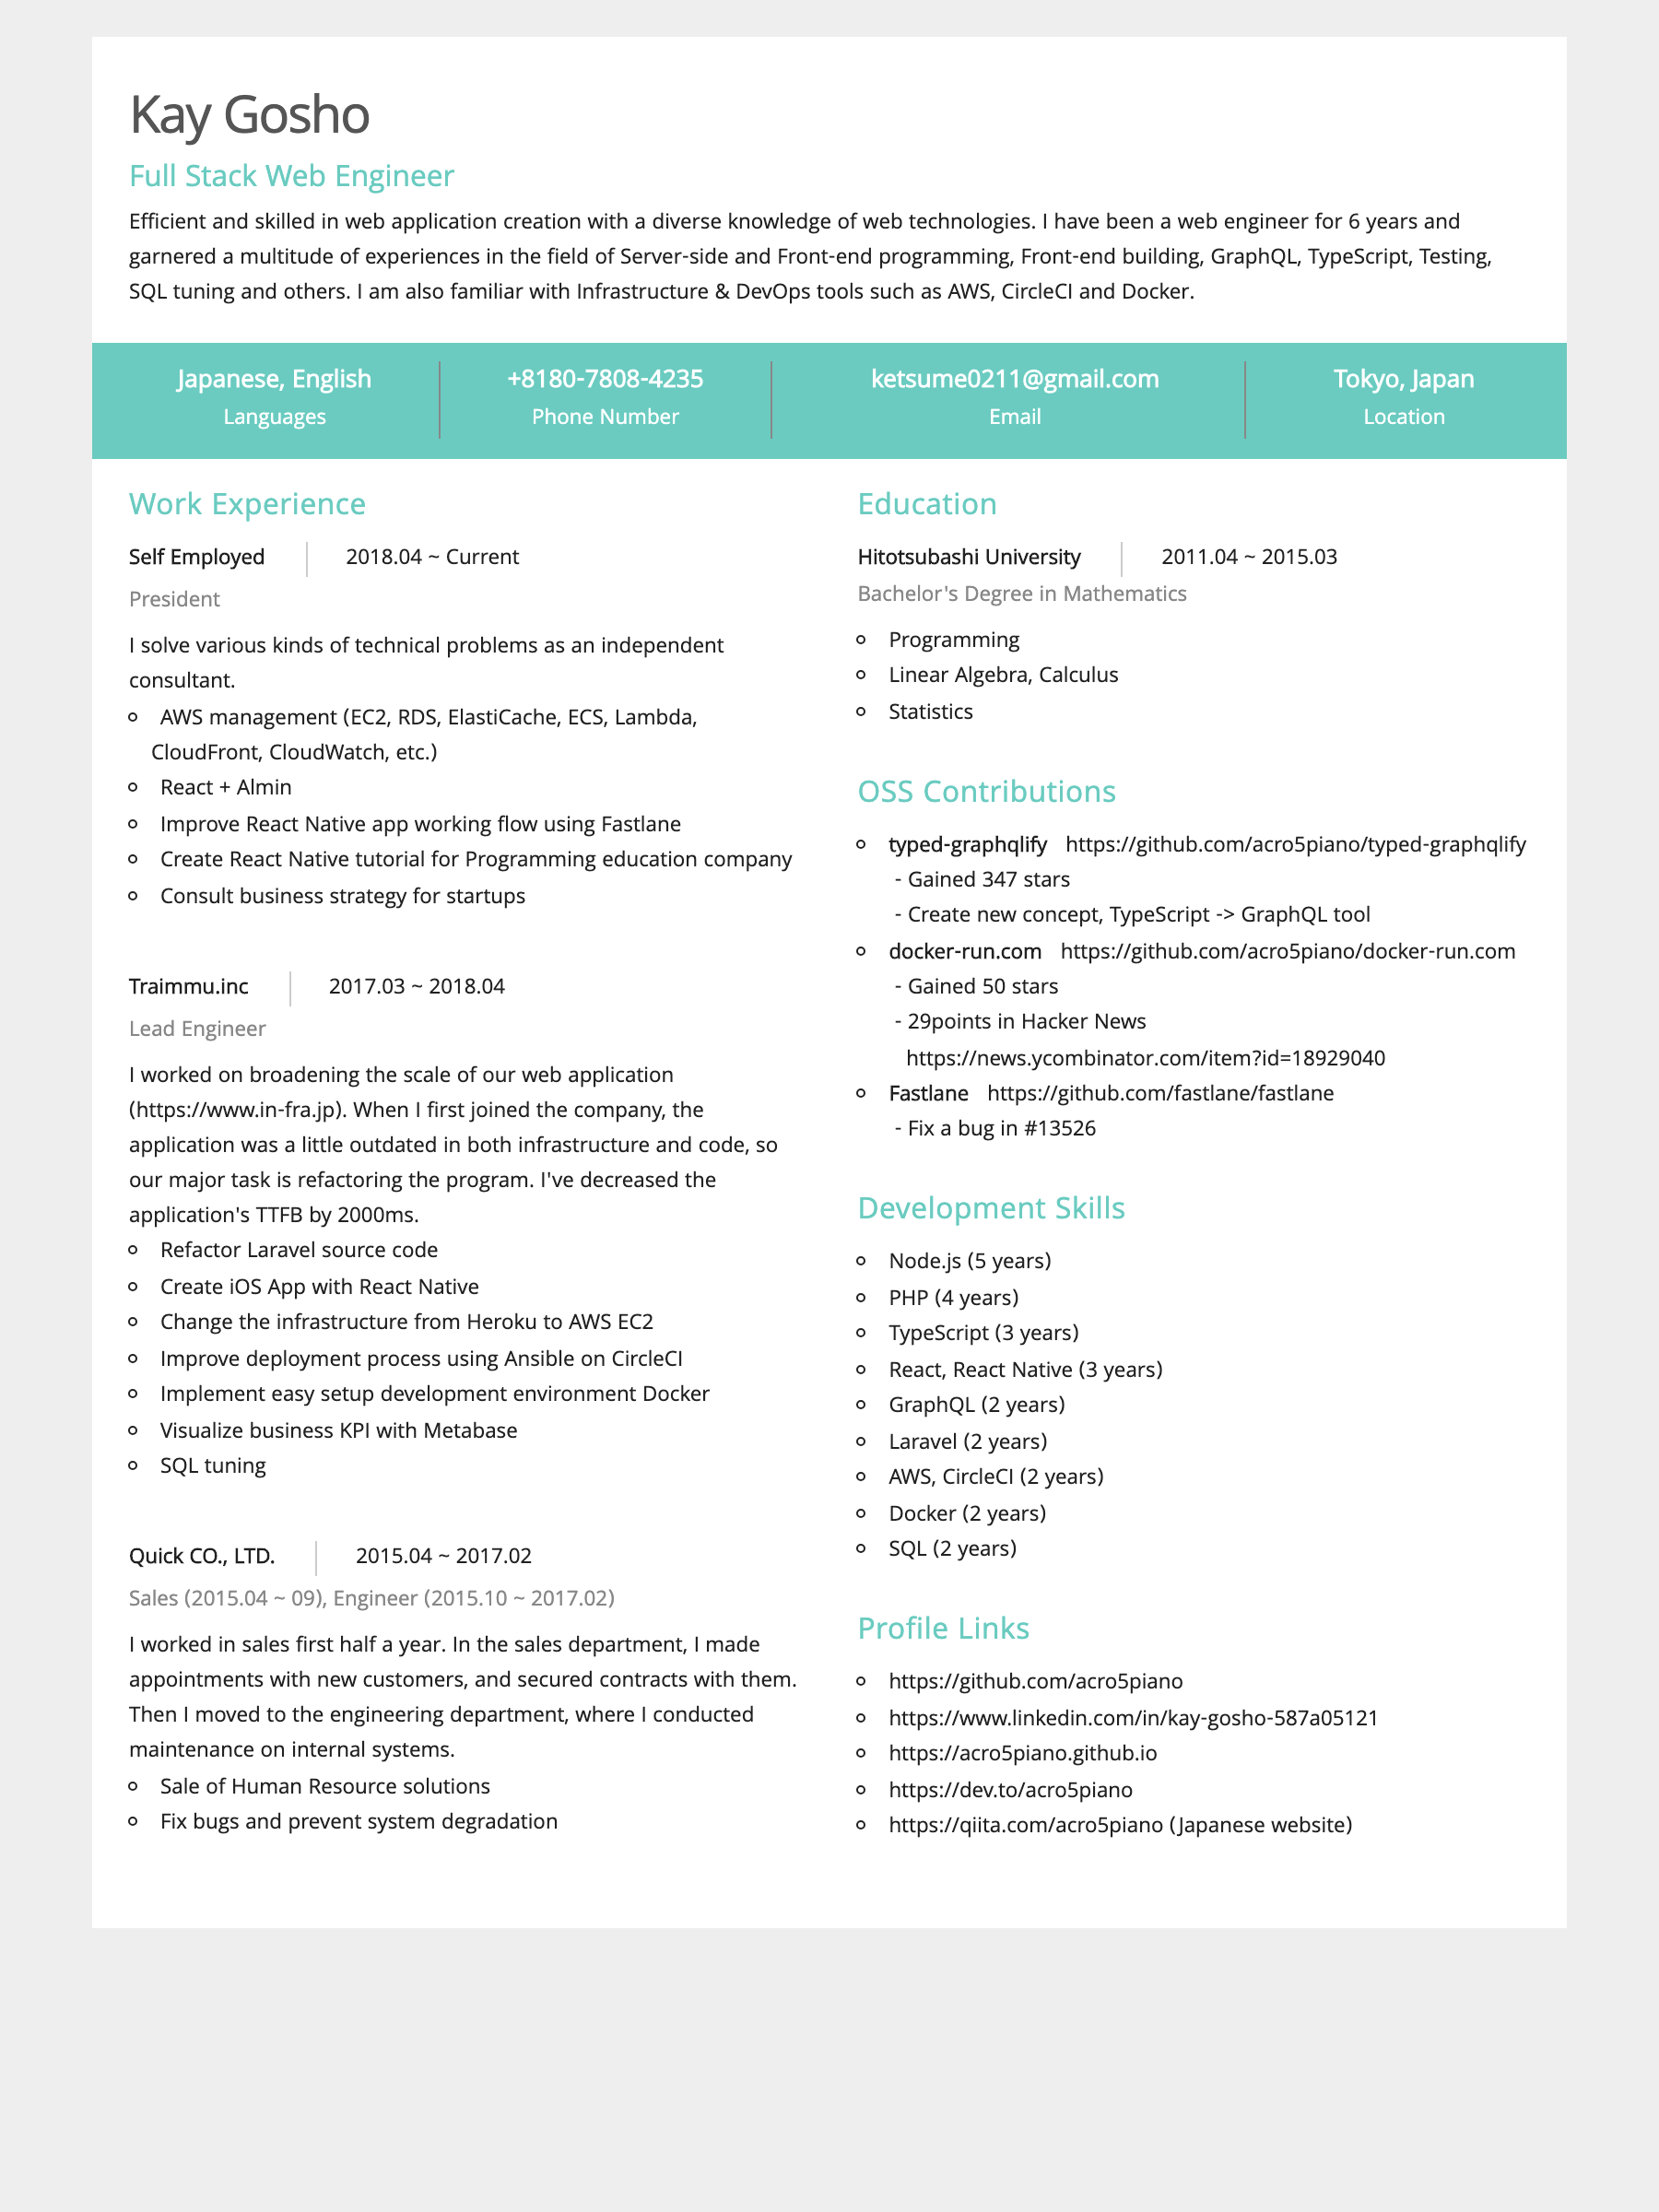 Kay Gosho
Full Stack Web Engineer
Efficient and skilled in web application creation with a diverse knowledge of web technologies. I have been a web engineer for 6 years and
garnered a multitude of experiences in the field of Server-side and Front-end programming, Front-end building, GraphQL, TypeScript, Testing,
SQL tuning and others. I am also familiar with Infrastructure & DevOps tools such as AWS, CircleCI and Docker.
Japanese, English
Languages
+8180-7808-4235
Phone Number
ketsume0211@gmail.com
Email
Tokyo, Japan
Location
Work Experience
Self Employed 2018.04 ~ Current
President
I solve various kinds of technical problems as an independent
consultant.
AWS management (EC2, RDS, ElastiCache, ECS, Lambda,
CloudFront, CloudWatch, etc.)
React + Almin
Improve React Native app working flow using Fastlane
Create React Native tutorial for Programming education company
Consult business strategy for startups
Traimmu.inc 2017.03 ~ 2018.04
Lead Engineer
I worked on broadening the scale of our web application
(https://www.in-fra.jp). When I first joined the company, the
application was a little outdated in both infrastructure and code, so
our major task is refactoring the program. I've decreased the
application's TTFB by 2000ms.
Refactor Laravel source code
Create iOS App with React Native
Change the infrastructure from Heroku to AWS EC2
Improve deployment process using Ansible on CircleCI
Implement easy setup development environment Docker
Visualize business KPI with Metabase
SQL tuning
Quick CO., LTD. 2015.04 ~ 2017.02
Sales (2015.04 ~ 09), Engineer (2015.10 ~ 2017.02)
I worked in sales first half a year. In the sales department, I made
appointments with new customers, and secured contracts with them.
Then I moved to the engineering department, where I conducted
maintenance on internal systems.
Sale of Human Resource solutions
Fix bugs and prevent system degradation
Education
Hitotsubashi University 2011.04 ~ 2015.03
Bachelor's Degree in Mathematics
Programming
Linear Algebra, Calculus
Statistics
OSS Contributions
typed-graphqlify https://github.com/acro5piano/typed-graphqlify
- Gained 347 stars
- Create new concept, TypeScript -> GraphQL tool
docker-run.com https://github.com/acro5piano/docker-run.com
- Gained 50 stars
- 29points in Hacker News
https://news.ycombinator.com/item?id=18929040
Fastlane https://github.com/fastlane/fastlane
- Fix a bug in #13526
Development Skills
Node.js (5 years)
PHP (4 years)
TypeScript (3 years)
React, React Native (3 years)
GraphQL (2 years)
Laravel (2 years)
AWS, CircleCI (2 years)
Docker (2 years)
SQL (2 years)
Profile Links
https://github.com/acro5piano
https://www.linkedin.com/in/kay-gosho-587a05121
https://acro5piano.github.io
https://dev.to/acro5piano
https://qiita.com/acro5piano (Japanese website)